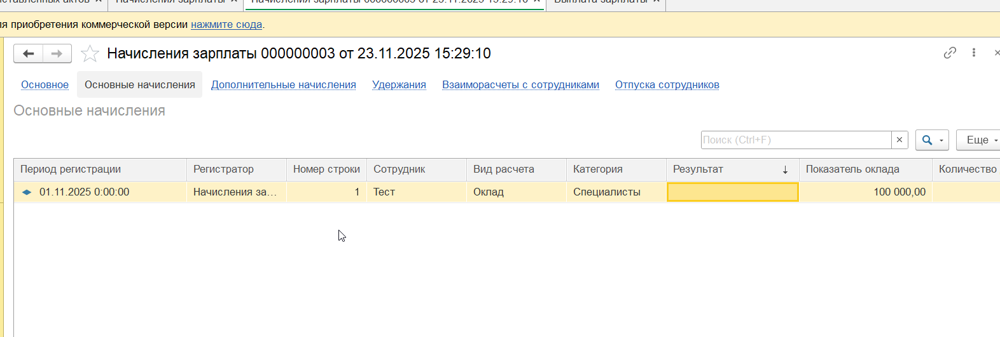 Начисления зарплаты ×
Начисления зарплаты 000000003 от 23.11.2025 15:29:10 ×
Выплата зарплаты ×
приобретения коммерческой версии нажмите сюда.
Начисления зарплаты 000000003 от 23.11.2025 15:29:10
Основное Основные начисления Дополнительные начисления Удержания Взаиморасчеты с сотрудниками Отпуска сотрудников
Основные начисления
Поиск (Ctrl+F) × Еще
Период регистрации Регистратор Номер строки Сотрудник Вид расчета Категория Результат ↓ Показатель оклада Количество
01.11.2025 0:00:00 Начисления за... 1 Тест Оклад Специалисты 100 000,00